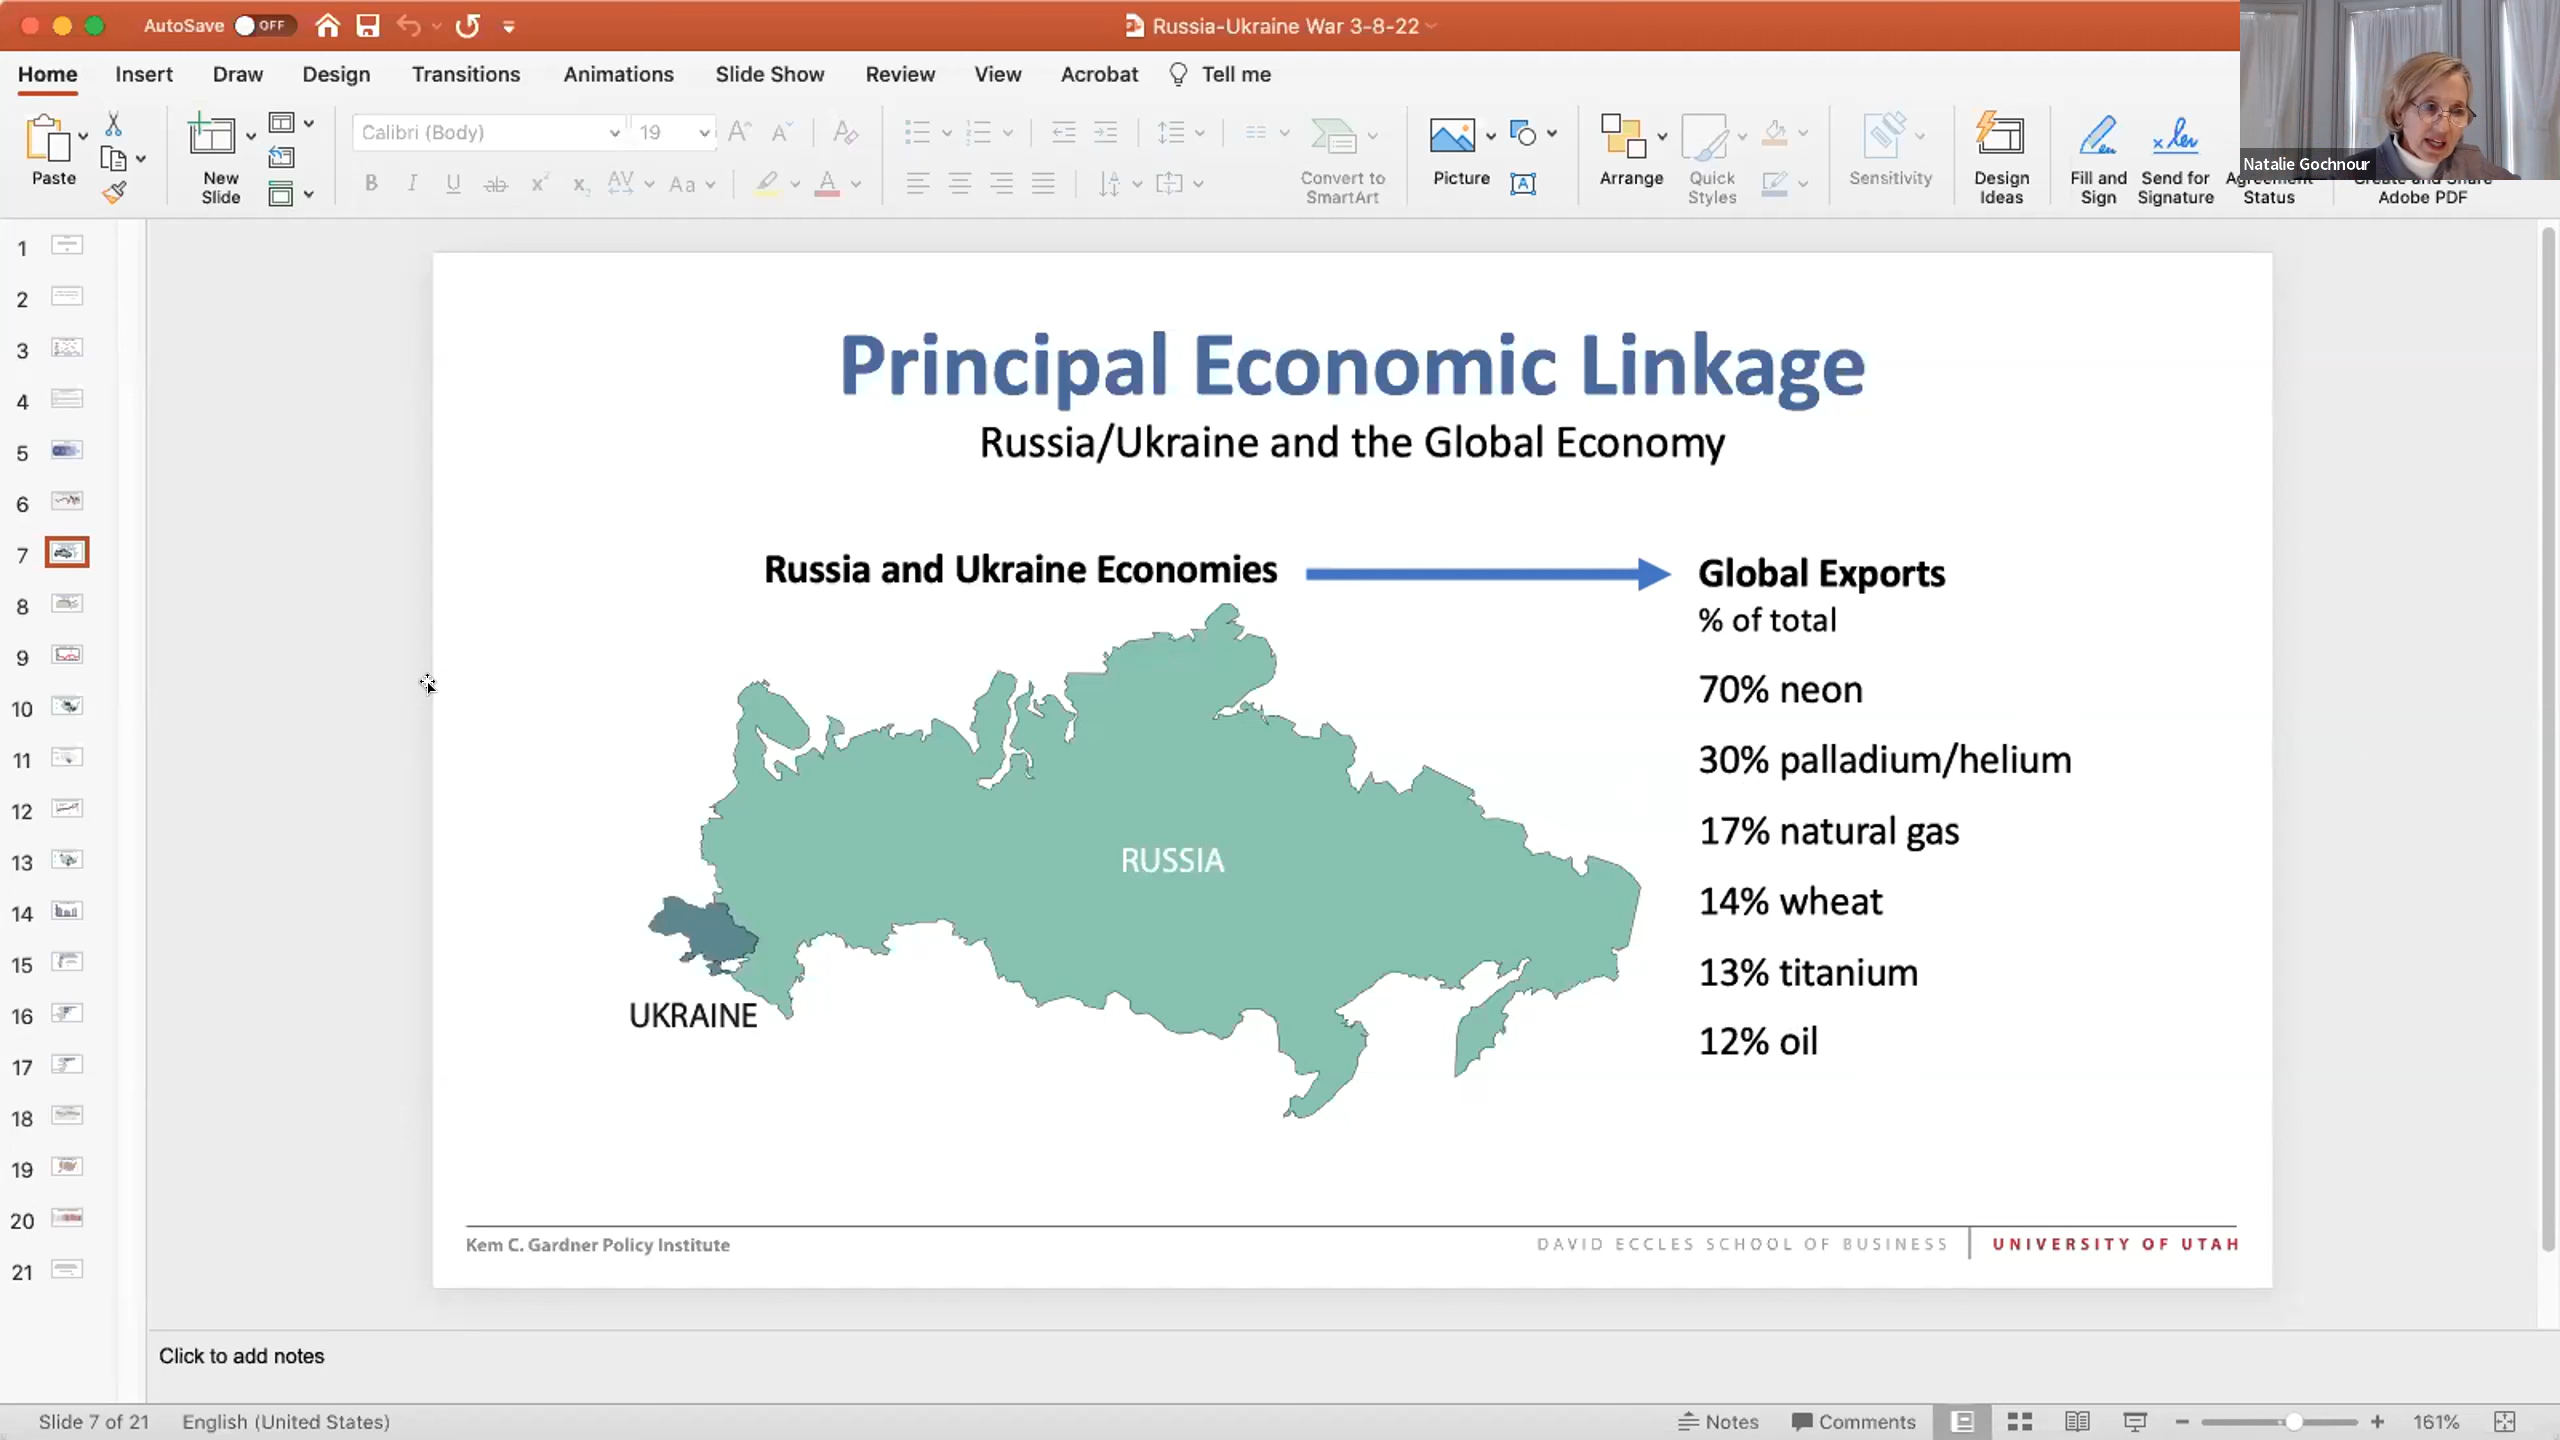 AutoSave OFF
Russia-Ukraine War 3-8-22
Home Insert Draw Design Transitions Animations Slide Show Review View Acrobat Tell me
Natalie Gochnour
Paste
New
Slide
Calibri (Body) 19
Convert to
SmartArt
Picture
Arrange
Quick
Styles
Sensitivity
Design
Ideas
Fill and
Sign
Send for
Signature
Agreement
Status
Create and Share
Adobe PDF
1
2
3
4
5
6
7
8
9
10
11
12
13
14
15
16
17
18
19
20
21
Principal Economic Linkage
Russia/Ukraine and the Global Economy
Russia and Ukraine Economies
RUSSIA
UKRAINE
Global Exports
% of total
70% neon
30% palladium/helium
17% natural gas
14% wheat
13% titanium
12% oil
Kem C. Gardner Policy Institute
DAVID ECCLES SCHOOL OF BUSINESS | UNIVERSITY OF UTAH
Click to add notes
Slide 7 of 21 English (United States)
Notes Comments 161%